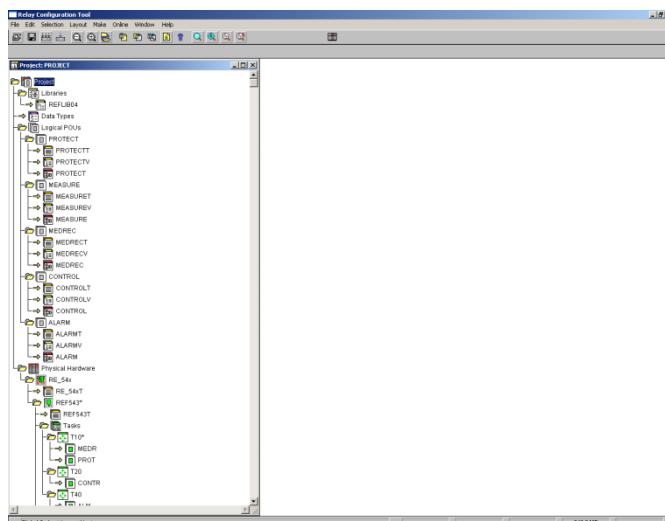 Relay Configuration Tool
File Edit Selection Layout Make Online Window Help
Project: PROJECT
Project
Libraries
REFLIB04
Data Types
Logical POUs
PROTECT
PROTECTT
PROTECTV
PROTECT
MEASURE
MEASURET
MEASUREV
MEASURE
MEDREC
MEDRECT
MEDRECV
MEDREC
CONTROL
CONTROLT
CONTROLV
CONTROL
ALARM
ALARMT
ALARMV
ALARM
Physical Hardware
RE_54x
RE_54xT
REF543*
REF543T
Tasks
T10*
MEDR
PROT
T20
CONTR
T40